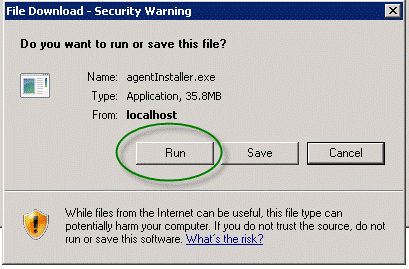 File Download - Security Warning
Do you want to run or save this file?
Name: agentInstaller.exe
Type: Application, 35.8MB
From: localhost
Run Save Cancel
While files from the Internet can be useful, this file type can
potentially harm your computer. If you do not trust the source, do not
run or save this software. What's the risk?